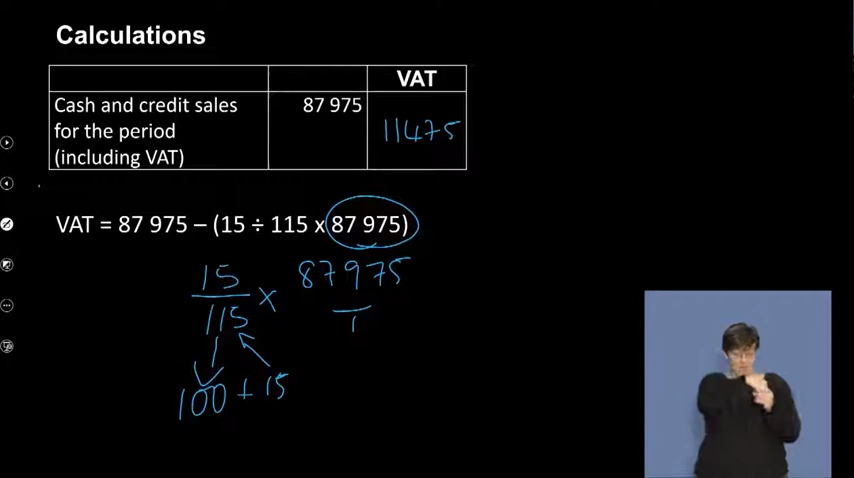 Calculations
VAT
Cash and credit sales 87 975
for the period
(including VAT)
11475
VAT = 87 975 – (15 ÷ 115 x 87 975)
15
115
x
87975
1
100 + 15